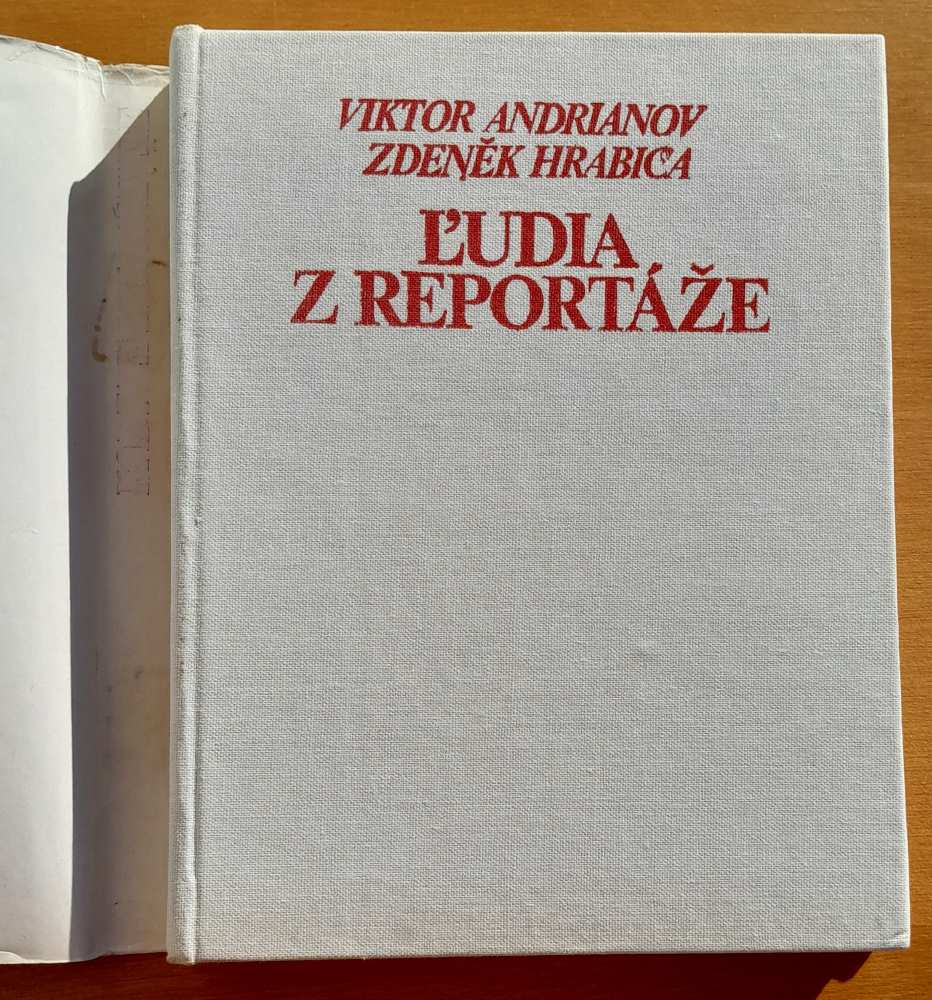 VIKTOR ANDRIANOV
ZDENĚK HRABICA
ĽUDIA
Z REPORTÁŽE